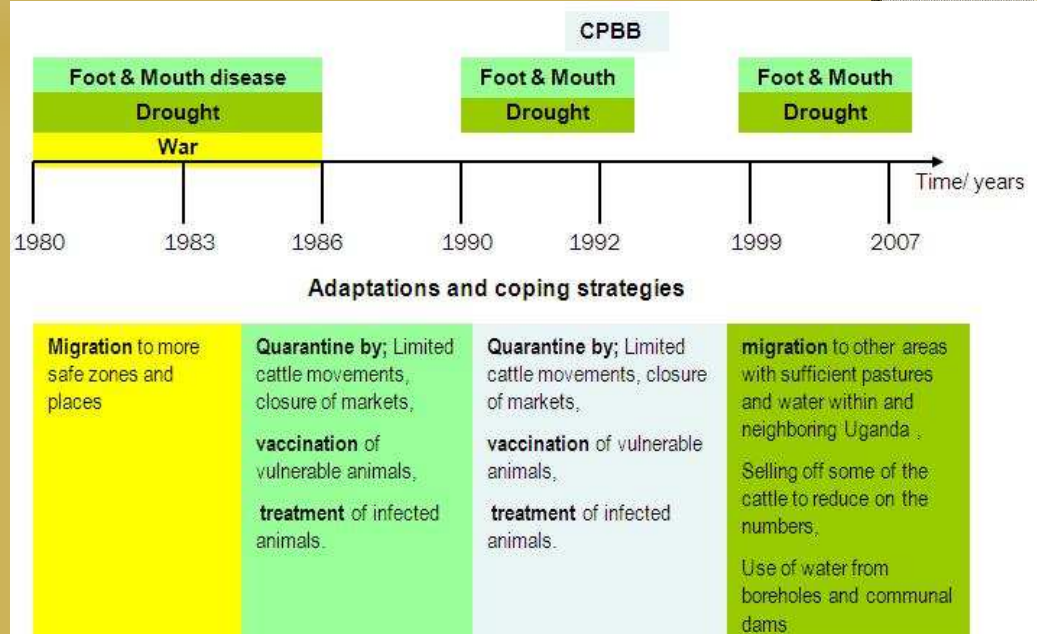 CPBB
Foot & Mouth disease
Foot & Mouth
Foot & Mouth
Drought
Drought
Drought
War
Time/ years
1980
1983
1986
1990
1992
1999
2007
Adaptations and coping strategies
Migration to more
safe zones and
places
Quarantine by; Limited
cattle movements,
closure of markets,
vaccination of
vulnerable animals,
treatment of infected
animals.
Quarantine by; Limited
cattle movements, closure
of markets,
vaccination of vulnerable
animals,
treatment of infected
animals.
migration to other areas
with sufficient pastures
and water within and
neighboring Uganda ,
Selling off some of the
cattle to reduce on the
numbers,
Use of water from
boreholes and communal
dams